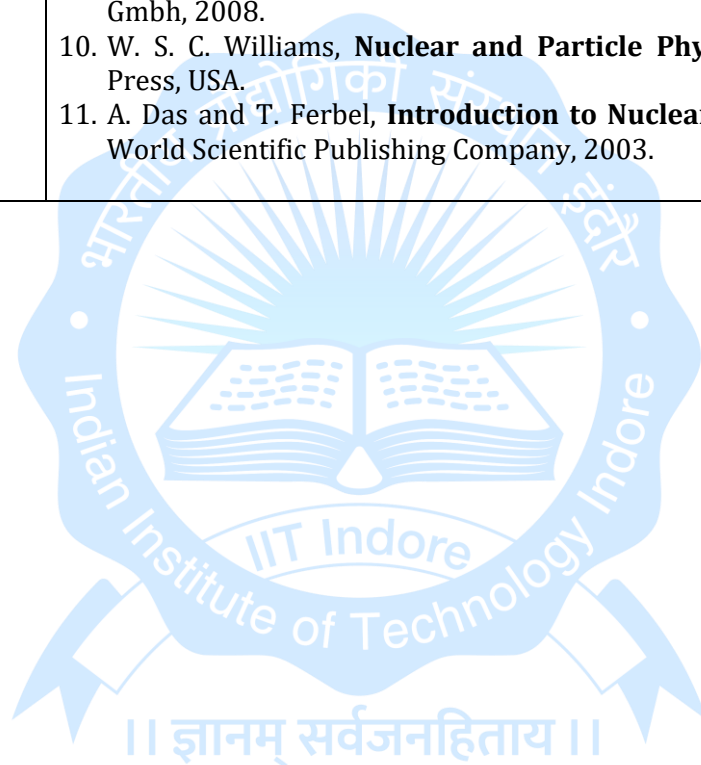 Gmbh, 2008.
10. W. S. C. Williams, Nuclear and Particle Phy
Press, USA.
11. A. Das and T. Ferbel, Introduction to Nuclear
World Scientific Publishing Company, 2003.
भारतीय प्रौद्योगिकी संस्थान इंदौर
Indian Institute of Technology Indore
IIT Indore
।। ज्ञानम् सर्वजनहिताय ।।